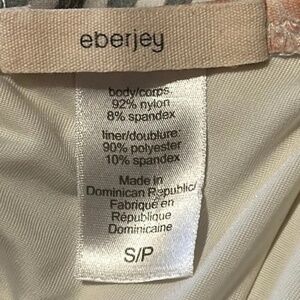 eberjey
body/corps:
92% nylon
8% spandex
liner/doublure:
90% polyester
10% spandex
Made in
Dominican Republic/
Fabriqué en
République
Dominicaine
S/P